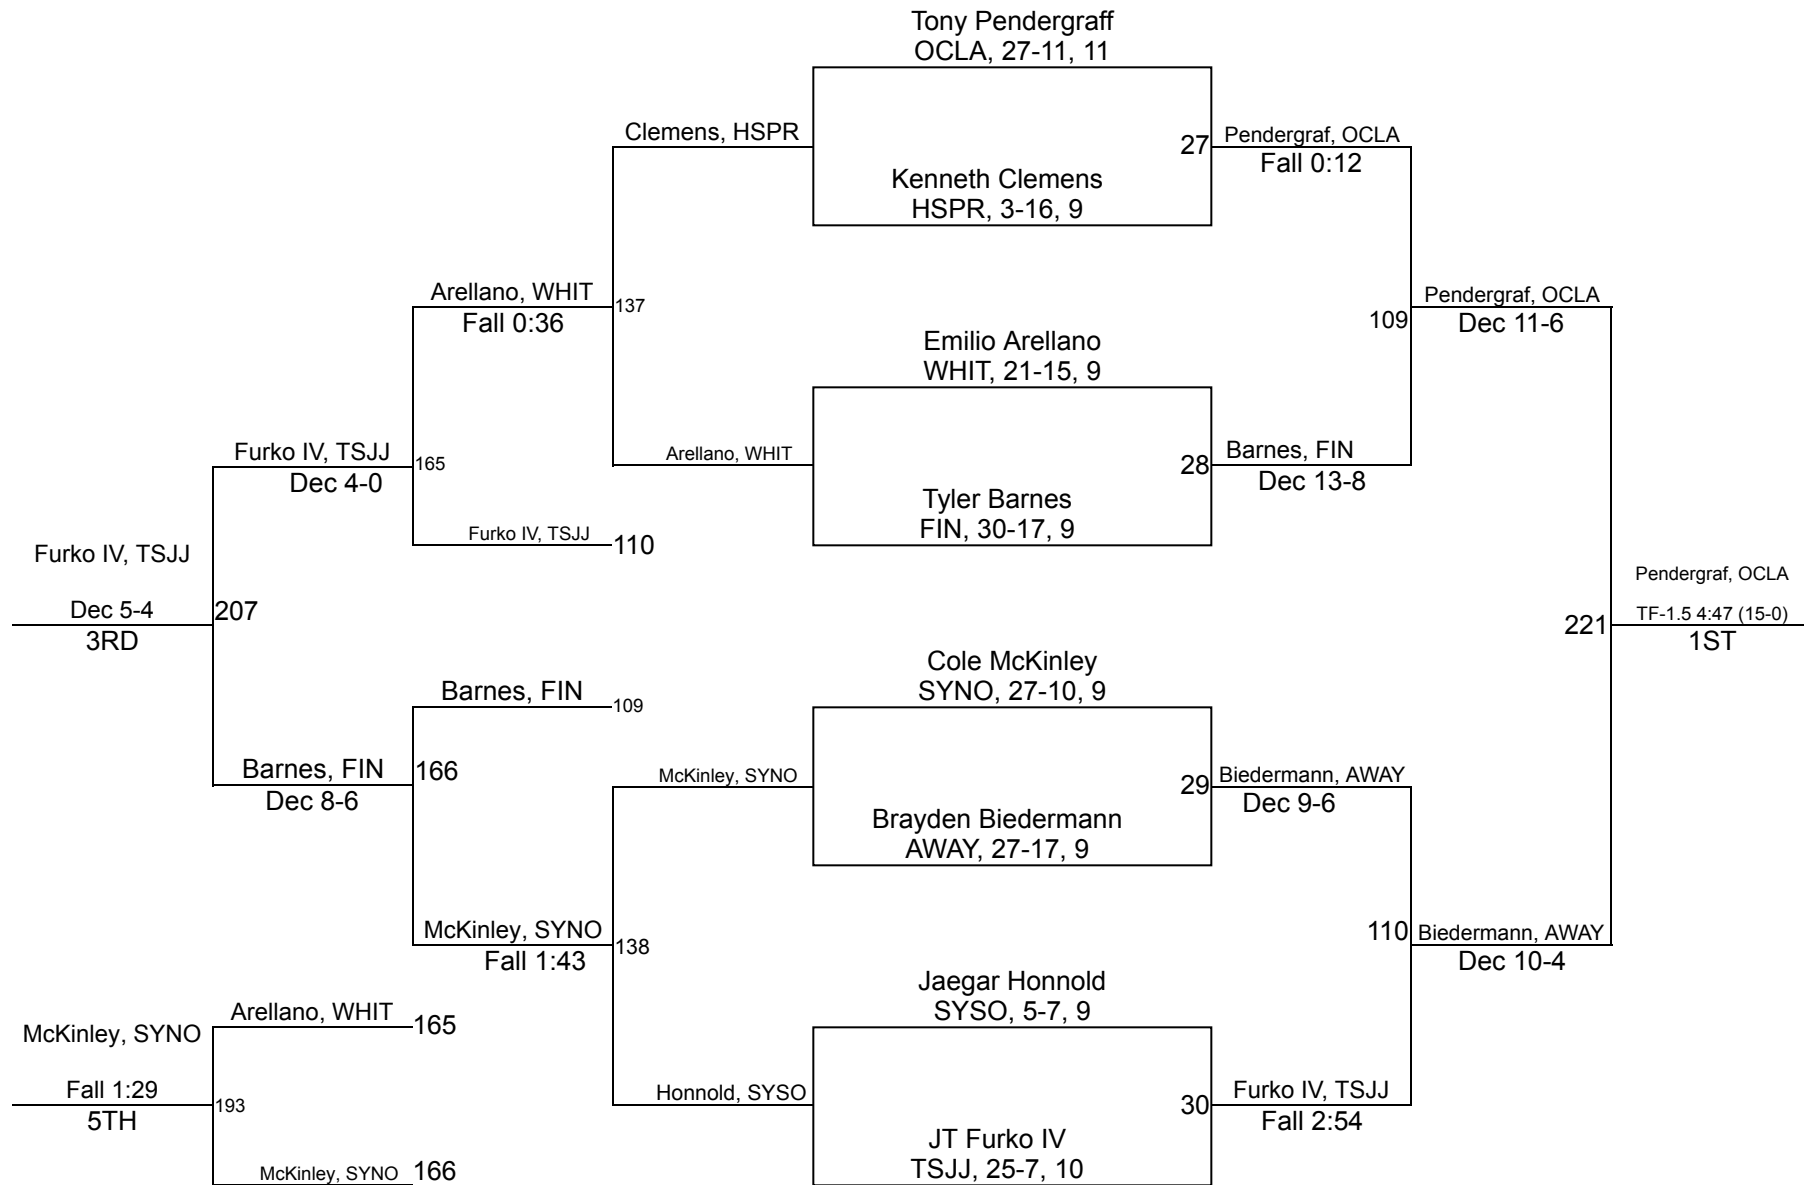 Tony Pendergraff
OCLA, 27-11, 11
Clemens, HSPR
27
Pendergraf, OCLA
Fall 0:12
Kenneth Clemens
HSPR, 3-16, 9
Arellano, WHIT
Fall 0:36
137
Pendergraf, OCLA
Dec 11-6
109
Emilio Arellano
WHIT, 21-15, 9
Furko IV, TSJJ
Dec 4-0
165
Arellano, WHIT
28
Barnes, FIN
Dec 13-8
Tyler Barnes
FIN, 30-17, 9
Furko IV, TSJJ
110
Furko IV, TSJJ
Dec 5-4
3RD
207
Pendergraf, OCLA
TF-1.5 4:47 (15-0)
1ST
221
Cole McKinley
SYNO, 27-10, 9
Barnes, FIN
109
Barnes, FIN
Dec 8-6
166
McKinley, SYNO
29
Biedermann, AWAY
Dec 9-6
Brayden Biedermann
AWAY, 27-17, 9
McKinley, SYNO
Fall 1:43
138
110
Biedermann, AWAY
Dec 10-4
Jaegar Honnold
SYSO, 5-7, 9
Arellano, WHIT
165
McKinley, SYNO
Fall 1:29
5TH
193
Honnold, SYSO
30
Furko IV, TSJJ
Fall 2:54
JT Furko IV
TSJJ, 25-7, 10
McKinley, SYNO
166